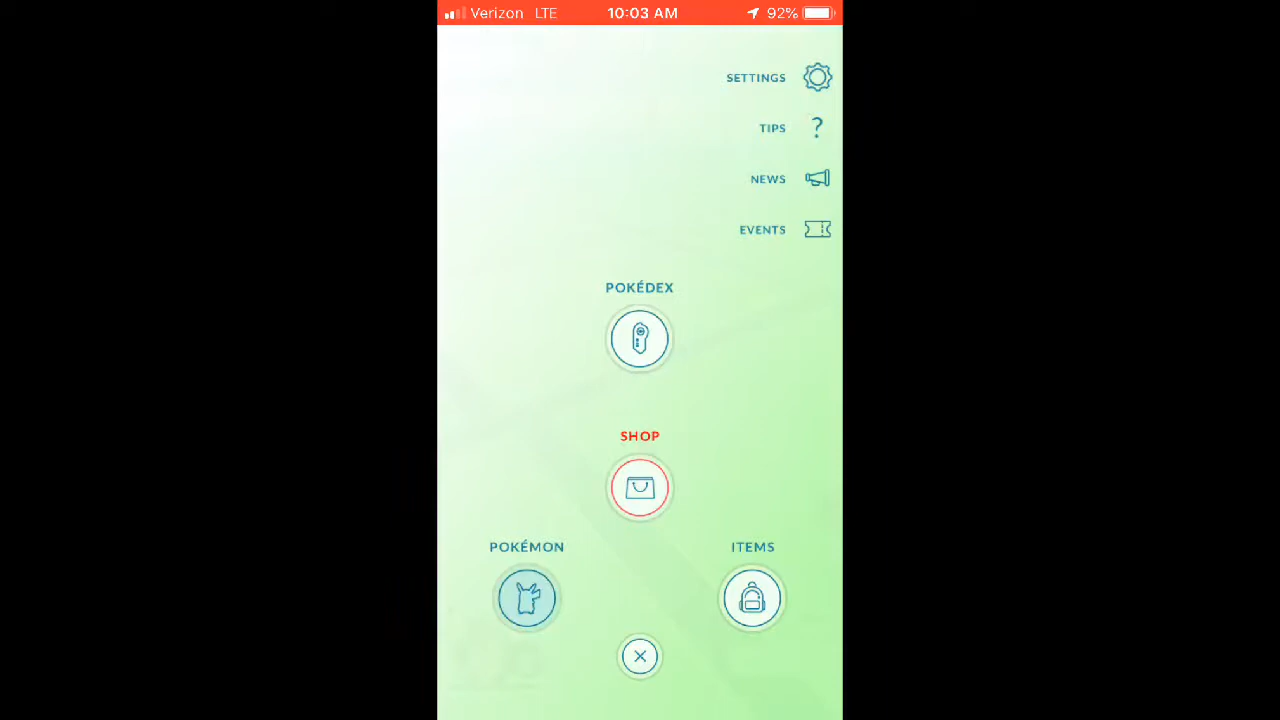 Verizon LTE 10:03 AM 92%
SETTINGS
TIPS ?
NEWS
EVENTS
POKÉDEX
SHOP
POKÉMON
ITEMS